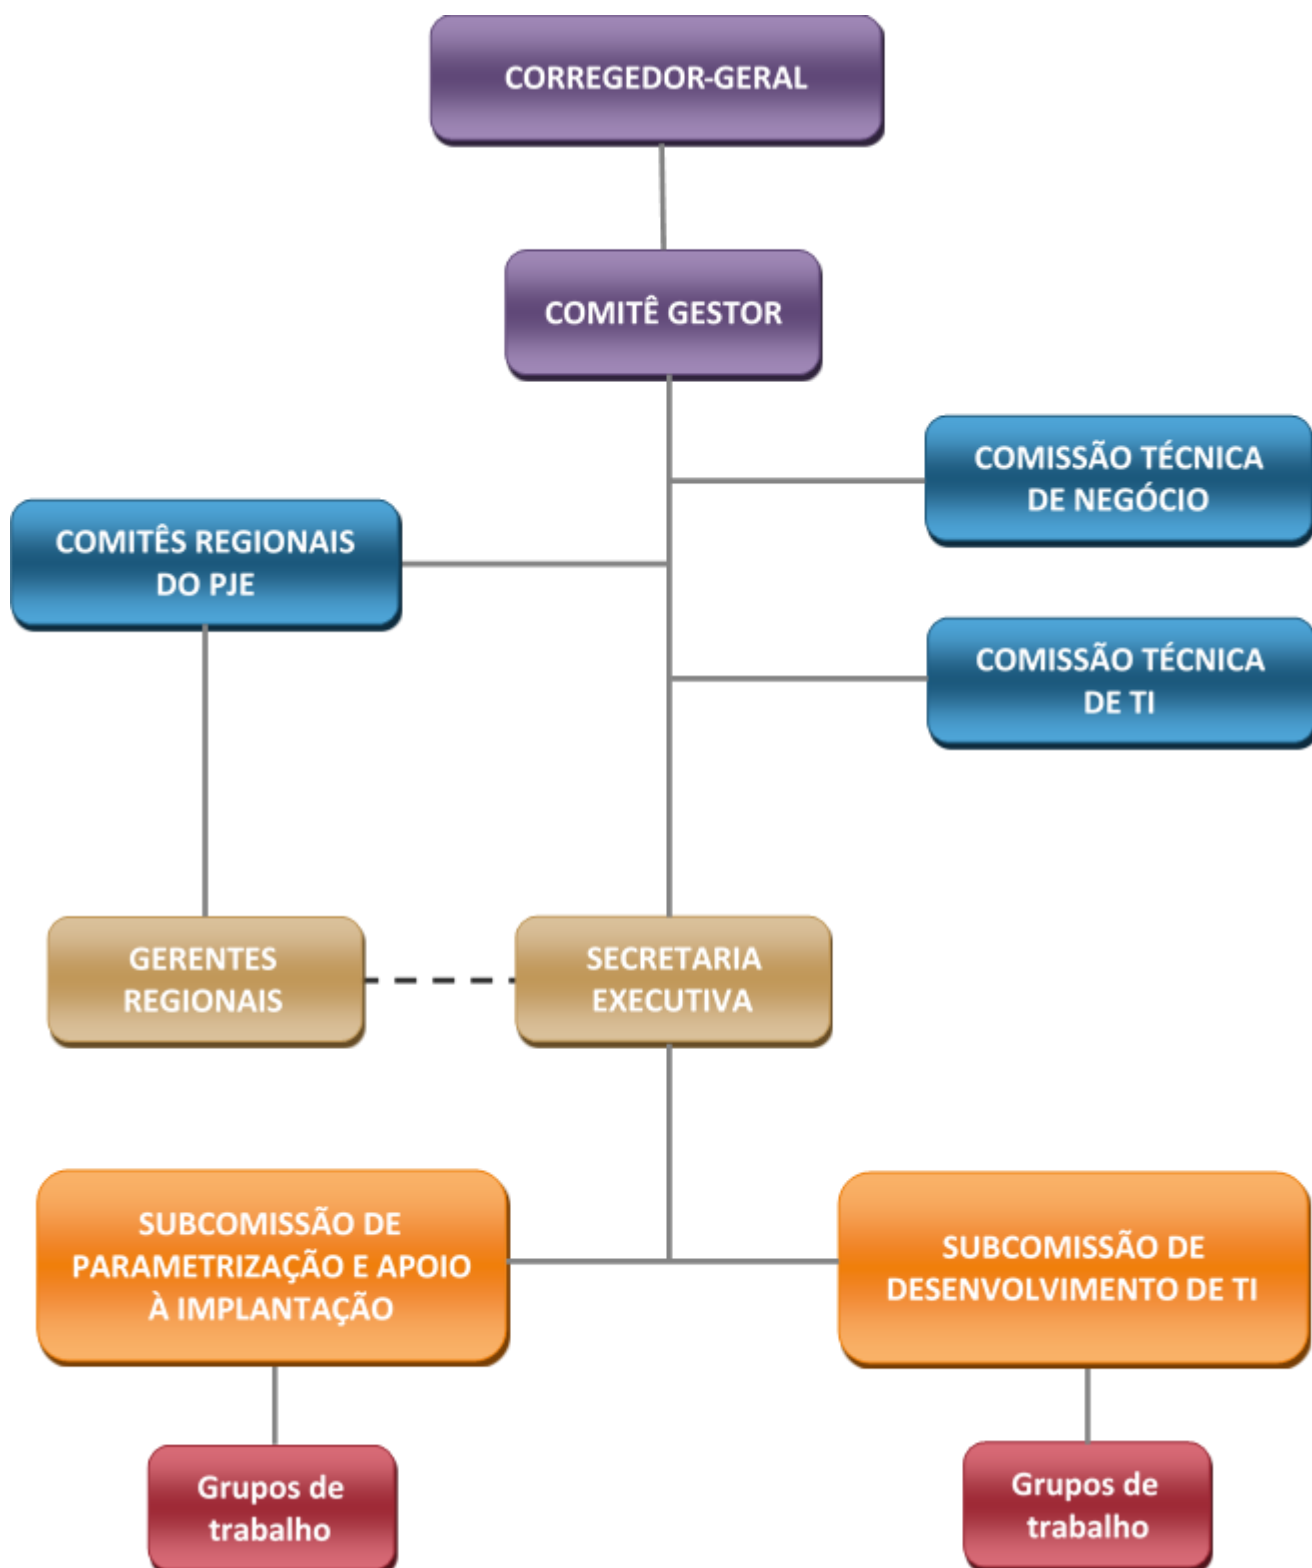 CORREGEDOR-GERAL
COMITÊ GESTOR
COMISSÃO TÉCNICA
DE NEGÓCIO
COMITÊS REGIONAIS
DO PJE
COMISSÃO TÉCNICA
DE TI
GERENTES
REGIONAIS
SECRETARIA
EXECUTIVA
SUBCOMISSÃO DE
PARAMETRIZAÇÃO E APOIO
À IMPLANTAÇÃO
SUBCOMISSÃO DE
DESENVOLVIMENTO DE TI
Grupos de
trabalho
Grupos de
trabalho